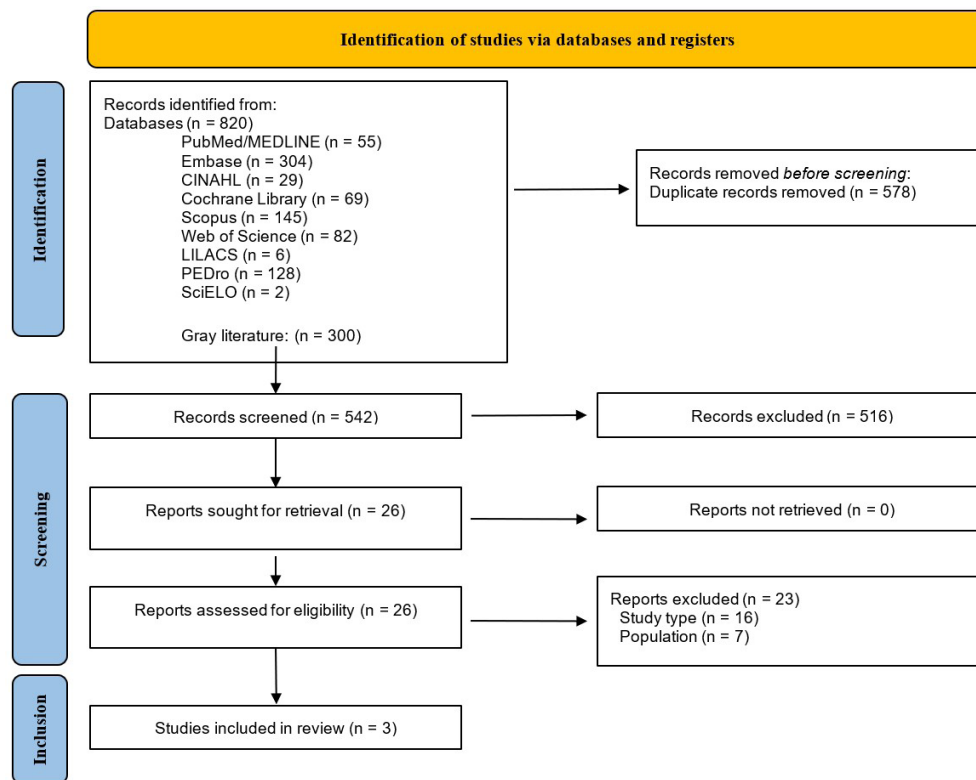 Identification of studies via databases and registers
Identification
Records identified from:
Databases (n = 820)
PubMed/MEDLINE (n = 55)
Embase (n = 304)
CINAHL (n = 29)
Cochrane Library (n = 69)
Scopus (n = 145)
Web of Science (n = 82)
LILACS (n = 6)
PEDro (n = 128)
SciELO (n = 2)
Gray literature: (n = 300)
Records removed before screening:
Duplicate records removed (n = 578)
Screening
Records screened (n = 542)
Records excluded (n = 516)
Reports sought for retrieval (n = 26)
Reports not retrieved (n = 0)
Reports assessed for eligibility (n = 26)
Reports excluded (n = 23)
Study type (n = 16)
Population (n = 7)
Inclusion
Studies included in review (n = 3)